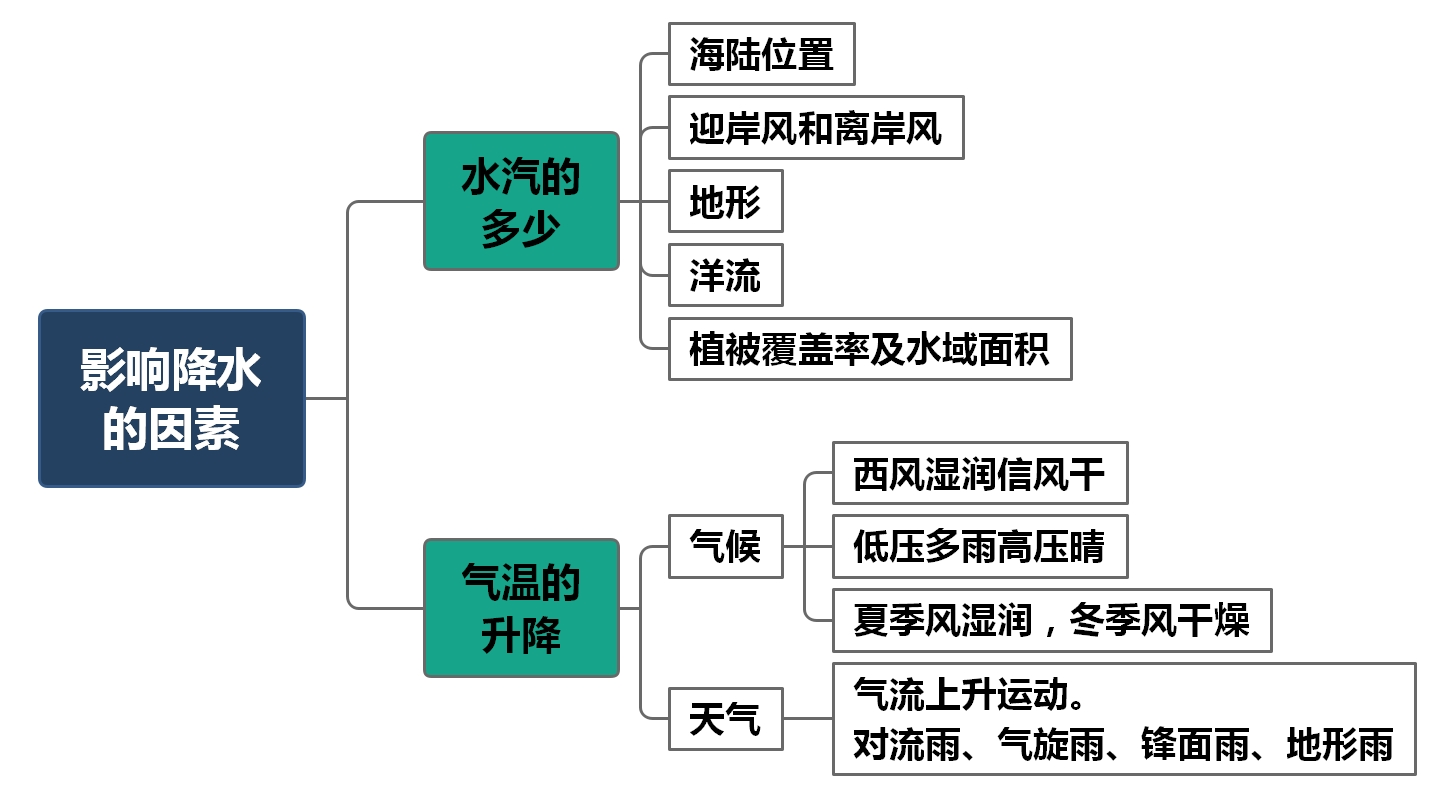 影响降水
的因素
水汽的
多少
海陆位置
迎岸风和离岸风
地形
洋流
植被覆盖率及水域面积
气温的
升降
气候
西风湿润信风干
低压多雨高压晴
夏季风湿润，冬季风干燥
天气
气流上升运动。
对流雨、气旋雨、锋面雨、地形雨